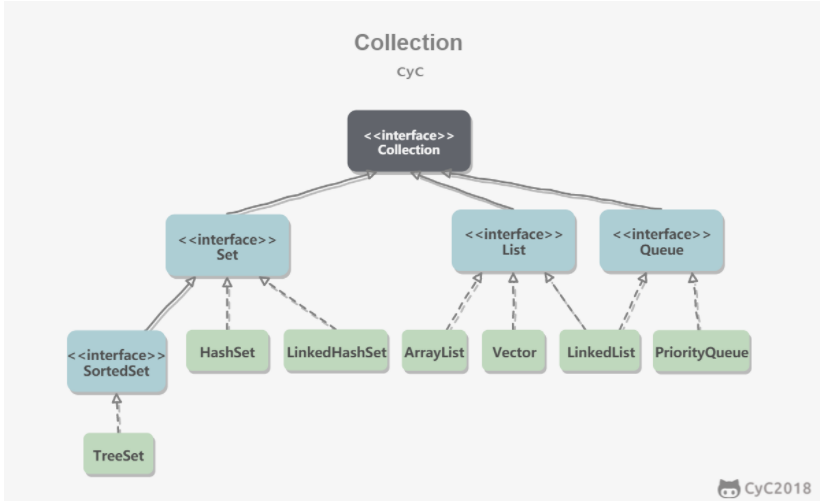 Collection
CyC
<<interface>>
Collection
<<interface>>
Set
<<interface>>
List
<<interface>>
Queue
<<interface>>
SortedSet
HashSet
LinkedHashSet
ArrayList
Vector
LinkedList
PriorityQueue
TreeSet
CyC2018